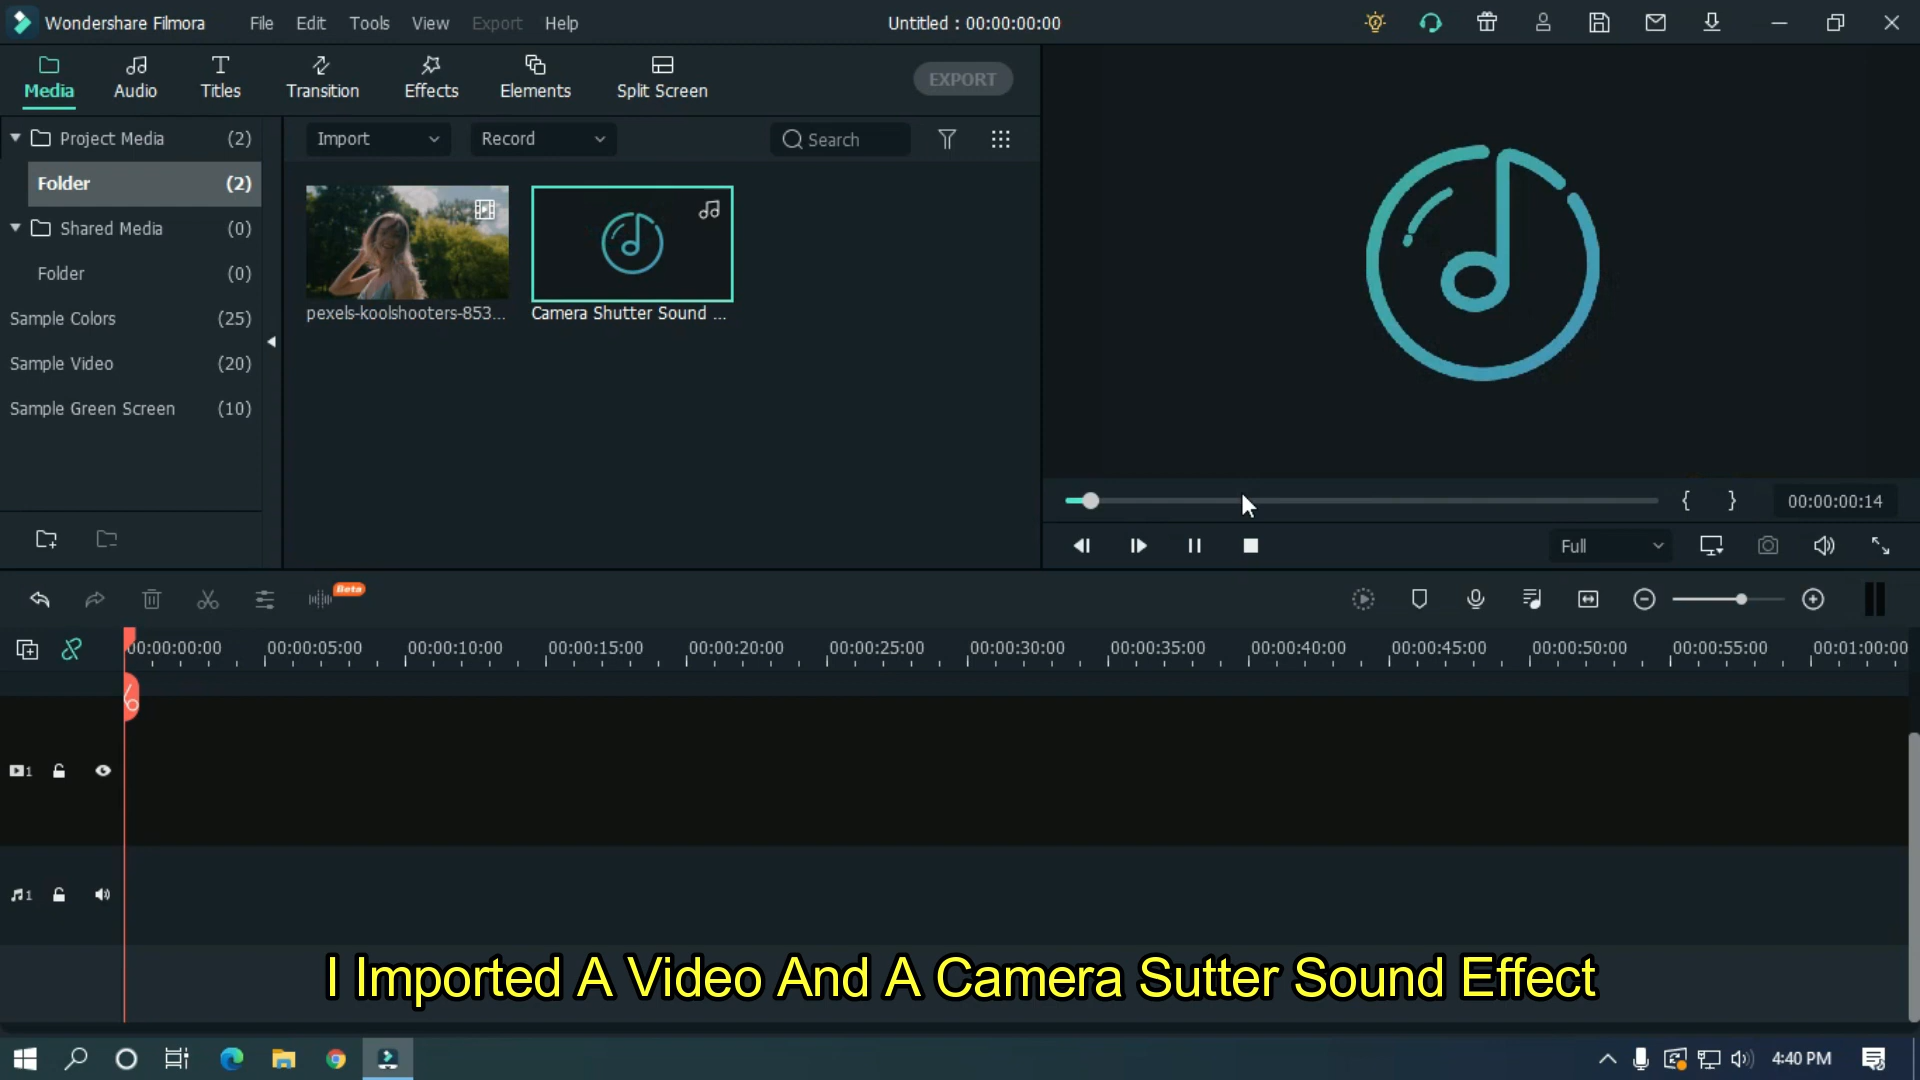 Wondershare Filmora File Edit Tools View Export Help Untitled : 00:00:00:00
Media Audio Titles Transition Effects Elements Split Screen EXPORT
Project Media (2) Import Record Search
Folder (2)
Shared Media (0)
Folder (0)
Sample Colors (25)
Sample Video (20)
Sample Green Screen (10)
pexels-koolshooters-853... Camera Shutter Sound ...
{ } 00:00:00:14
Full
Beta
00:00:00:00 00:00:05:00 00:00:10:00 00:00:15:00 00:00:20:00 00:00:25:00 00:00:30:00 00:00:35:00 00:00:40:00 00:00:45:00 00:00:50:00 00:00:55:00 00:01:00:00
1
1
I Imported A Video And A Camera Sutter Sound Effect
4:40 PM